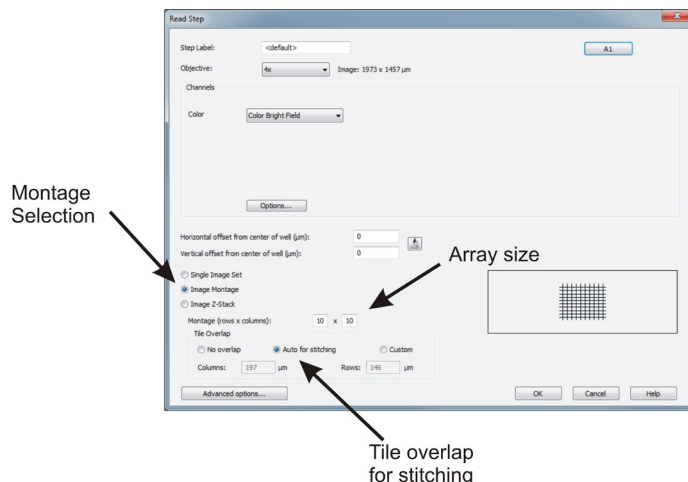 Read Step
Step Label: <default> A1
Objective: 4x Image: 1973 x 1457 µm
Channels
Color Color Bright Field
Options...
Montage
Selection
Horizontal offset from center of well (µm): 0
Vertical offset from center of well (µm): 0
Array size
Single Image Set
Image Montage
Image Z-Stack
Montage (rows x columns): 10 x 10
Tile Overlap
No overlap Auto for stitching Custom
Columns: 197 µm Rows: 146 µm
Advanced options... OK Cancel Help
Tile overlap
for stitching